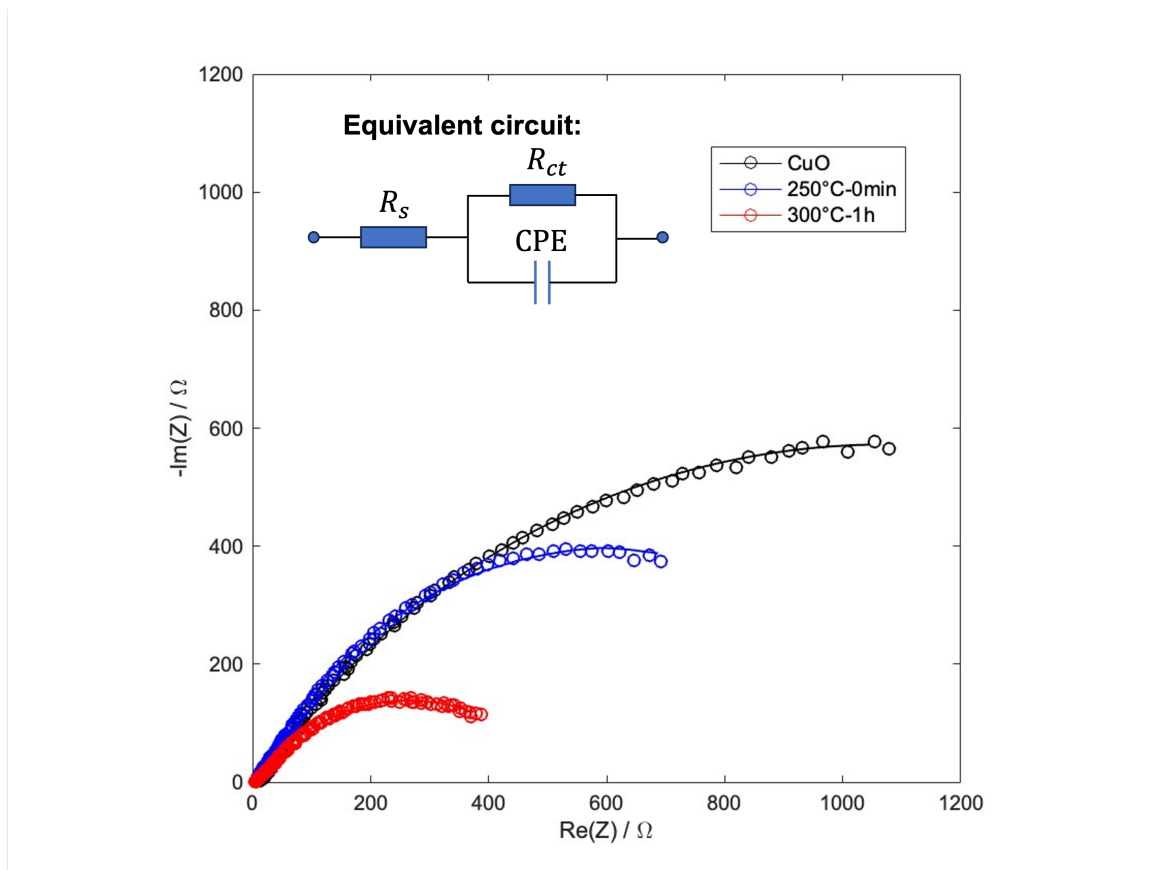 1200
1000
800
600
400
200
0
-Im(Z) / Ω
Equivalent circuit:
R_s
R_ct
CPE
CuO
250°C-0min
300°C-1h
0 200 400 600 800 1000 1200
Re(Z) / Ω